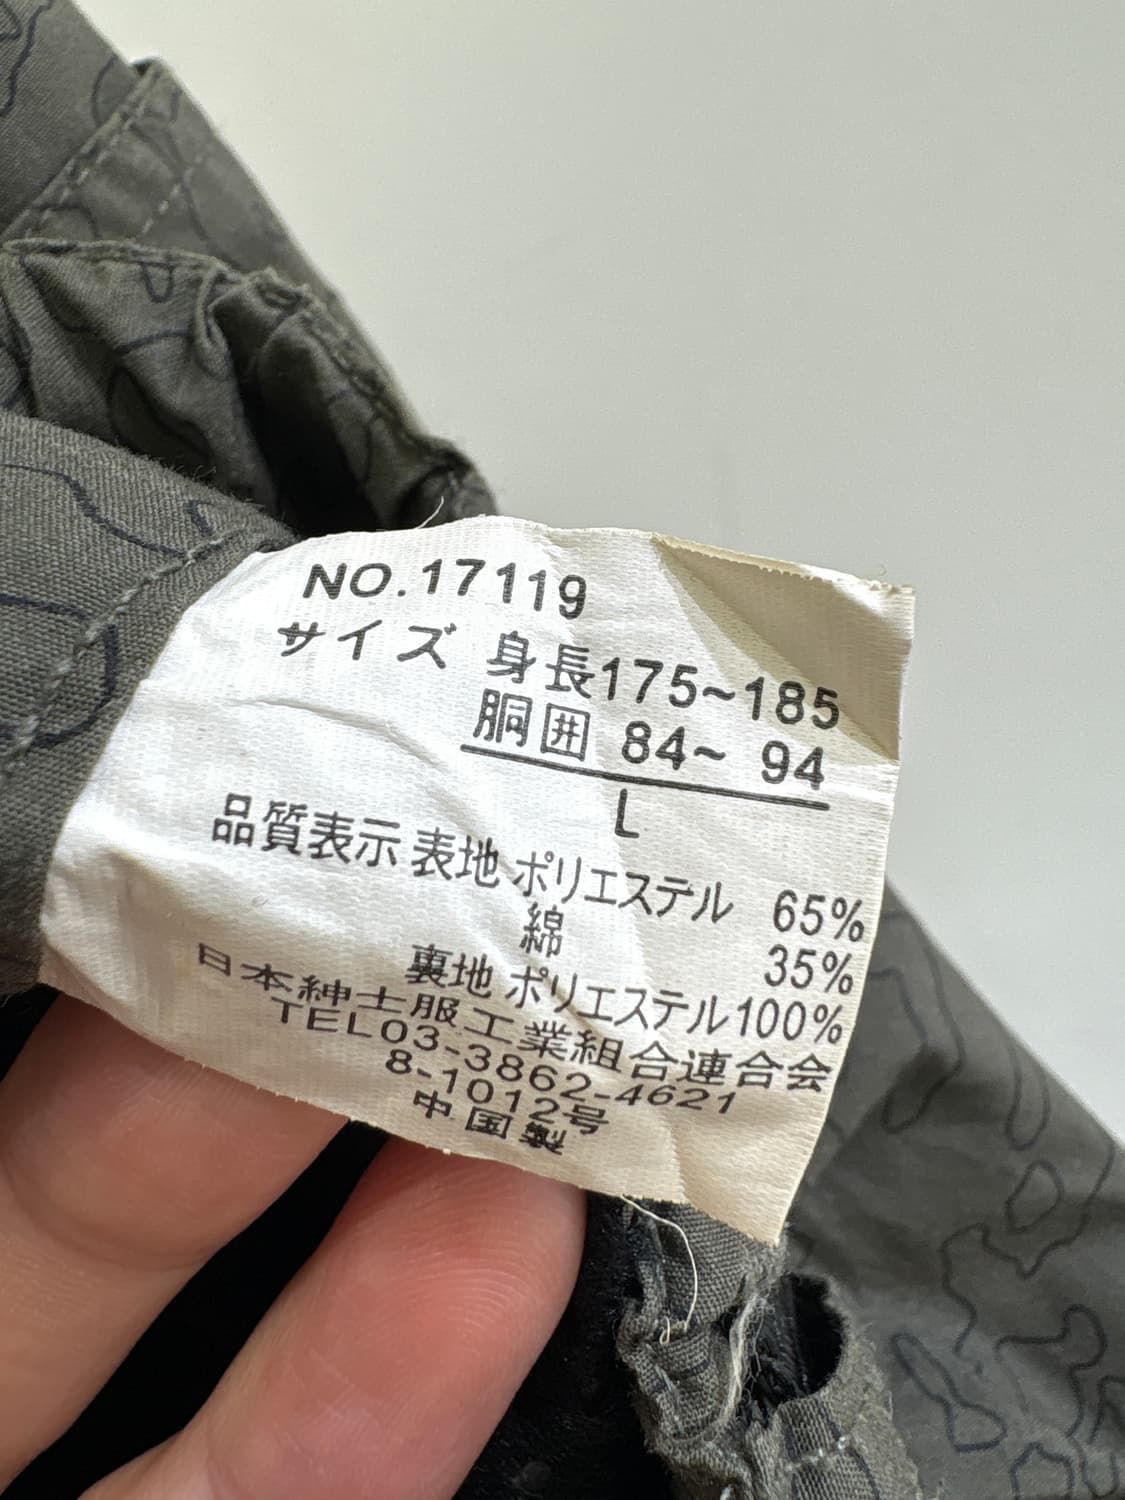 NO.17119
サイズ 身長175~185
胴囲 84~ 94
L
品質表示 表地 ポリエステル 65%
綿 35%
裏地 ポリエステル100%
日本紳士服工業組合連合会
TEL03-3862-4621
8-1012号
中国製